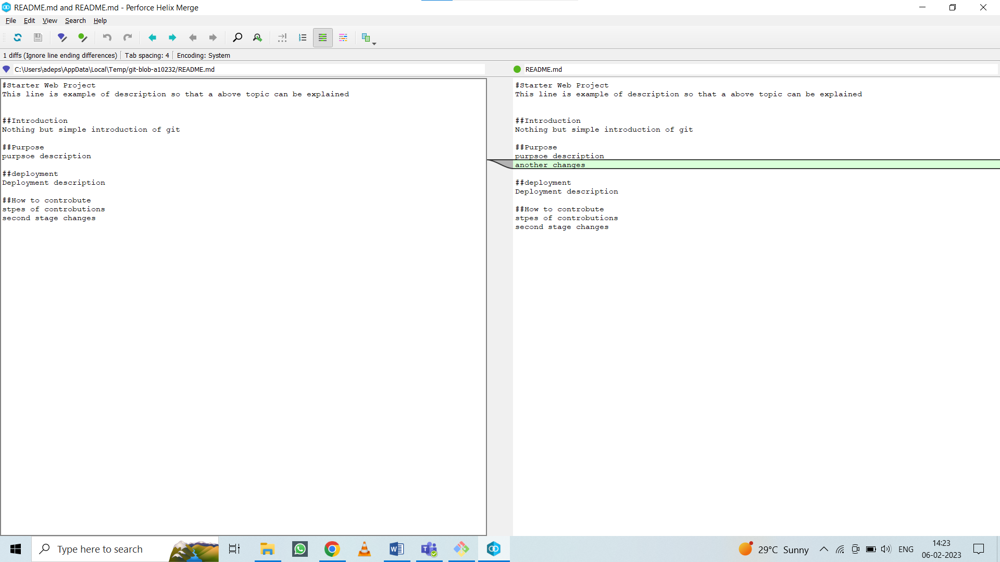 README.md and README.md - Perforce Helix Merge
File Edit View Search Help
1 diffs (Ignore line ending differences) Tab spacing: 4 Encoding: System
C:\Users\adeps\AppData\Local\Temp/git-blob-a10232/README.md
#Starter Web Project
This line is example of description so that a above topic can be explained
##Introduction
Nothing but simple introduction of git
##Purpose
purpsoe description
##deployment
Deployment description
##How to controbute
stpes of controbutions
second stage changes
README.md
#Starter Web Project
This line is example of description so that a above topic can be explained
##Introduction
Nothing but simple introduction of git
##Purpose
purpsoe description
another changes
##deployment
Deployment description
##How to controbute
stpes of controbutions
second stage changes
Type here to search
29°C Sunny
ENG
14:23
06-02-2023